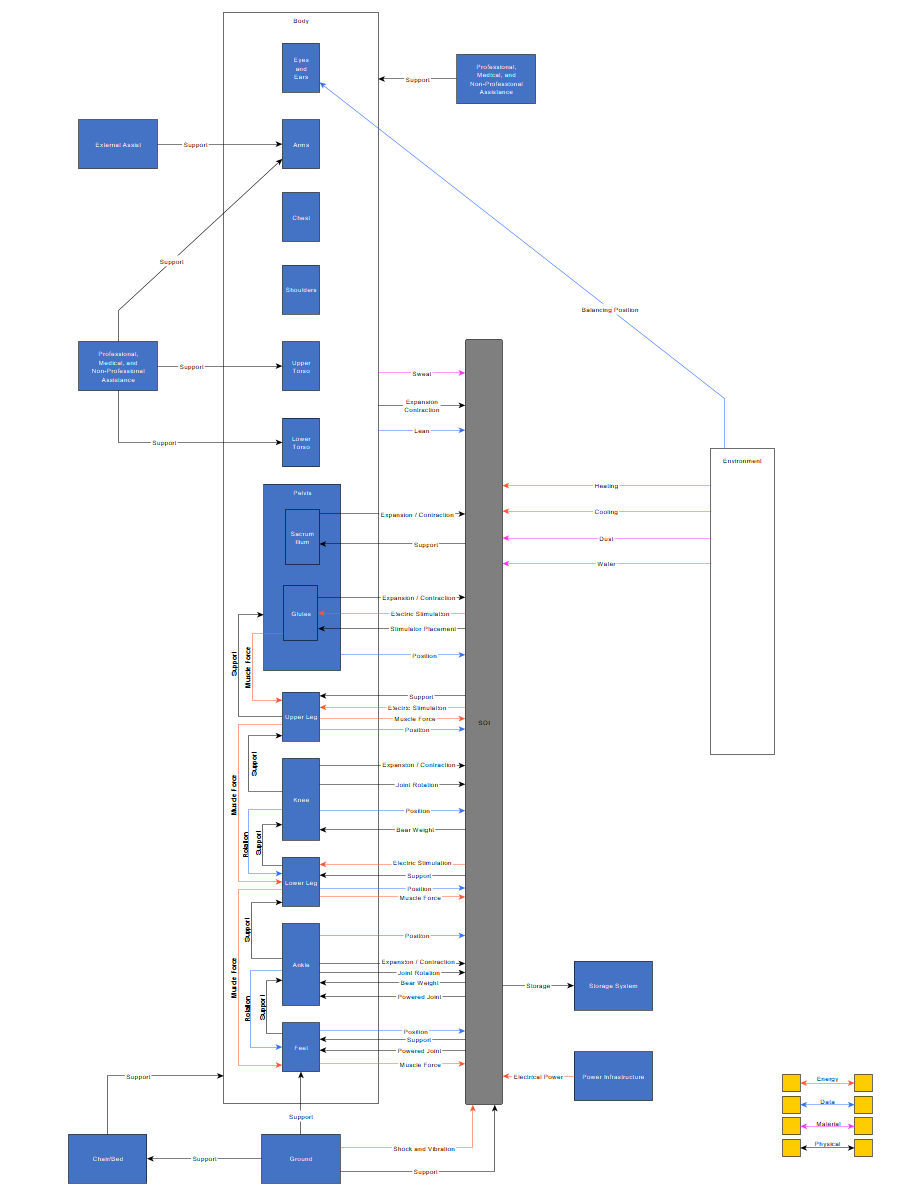 Body
Eyes
and
Ears
Support
Professional,
Medical, and
Non-Professional
Assistance
External Assist
Support
Arms
Chest
Support
Shoulders
Balancing Position
Professional,
Medical, and
Non-Professional
Assistance
Support
Upper
Torso
Sweat
Expansion
Contraction
Lean
Support
Lower
Torso
Environment
Pelvis
Heating
Sacrum
Ilium
Expansion / Contraction
Cooling
Support
Dust
Water
Glutes
Expansion / Contraction
Electric Stimulation
Stimulator Placement
Support
Muscle Force
Position
Support
Electric Stimulation
Upper Leg
Muscle Force
Position
SOI
Support
Muscle Force
Knee
Expansion / Contraction
Joint Rotation
Position
Bear Weight
Rotation
Support
Lower Leg
Electric Stimulation
Support
Position
Muscle Force
Support
Muscle Force
Ankle
Position
Expansion / Contraction
Joint Rotation
Bear Weight
Powered Joint
Storage
Storage System
Rotation
Support
Feet
Position
Support
Powered Joint
Muscle Force
Electrical Power
Power Infrastructure
Support
Energy
Data
Material
Physical
Support
Chair/Bed
Support
Ground
Shock and Vibration
Support